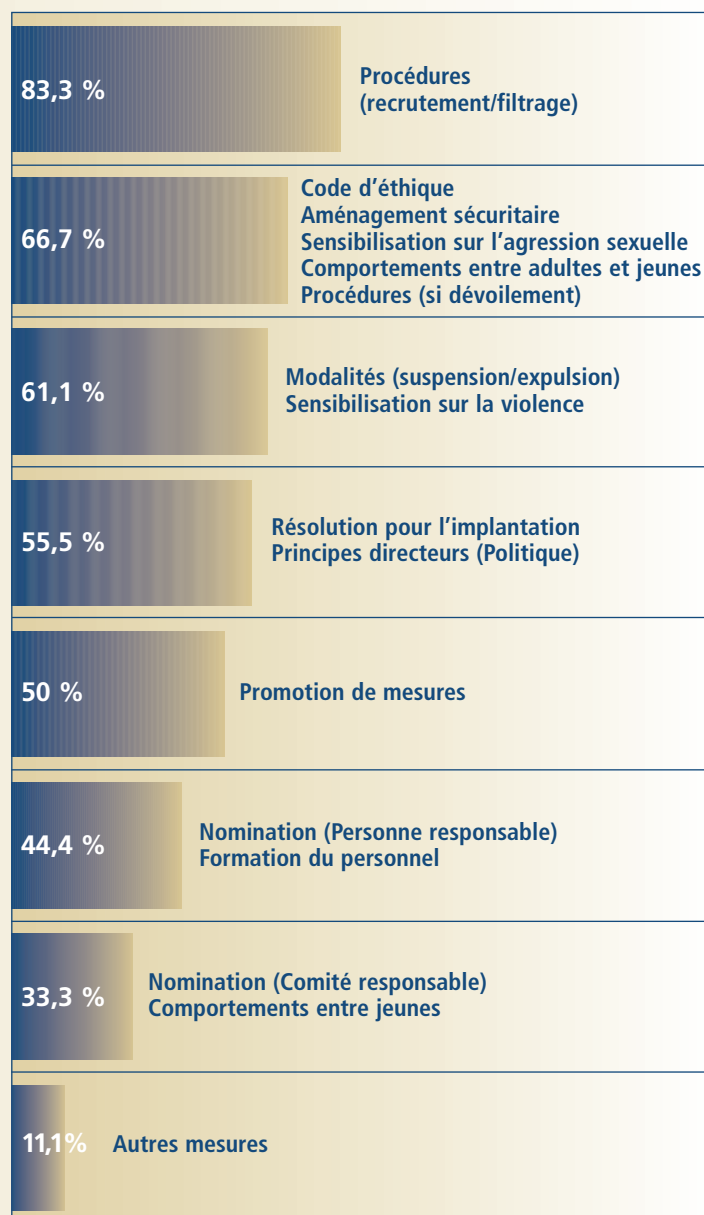 83,3 %
Procédures
(recrutement/filtrage)
66,7 %
Code d’éthique
Aménagement sécuritaire
Sensibilisation sur l’agression sexuelle
Comportements entre adultes et jeunes
Procédures (si dévoilement)
61,1 %
Modalités (suspension/expulsion)
Sensibilisation sur la violence
55,5 %
Résolution pour l’implantation
Principes directeurs (Politique)
50 %
Promotion de mesures
44,4 %
Nomination (Personne responsable)
Formation du personnel
33,3 %
Nomination (Comité responsable)
Comportements entre jeunes
11,1%
Autres mesures